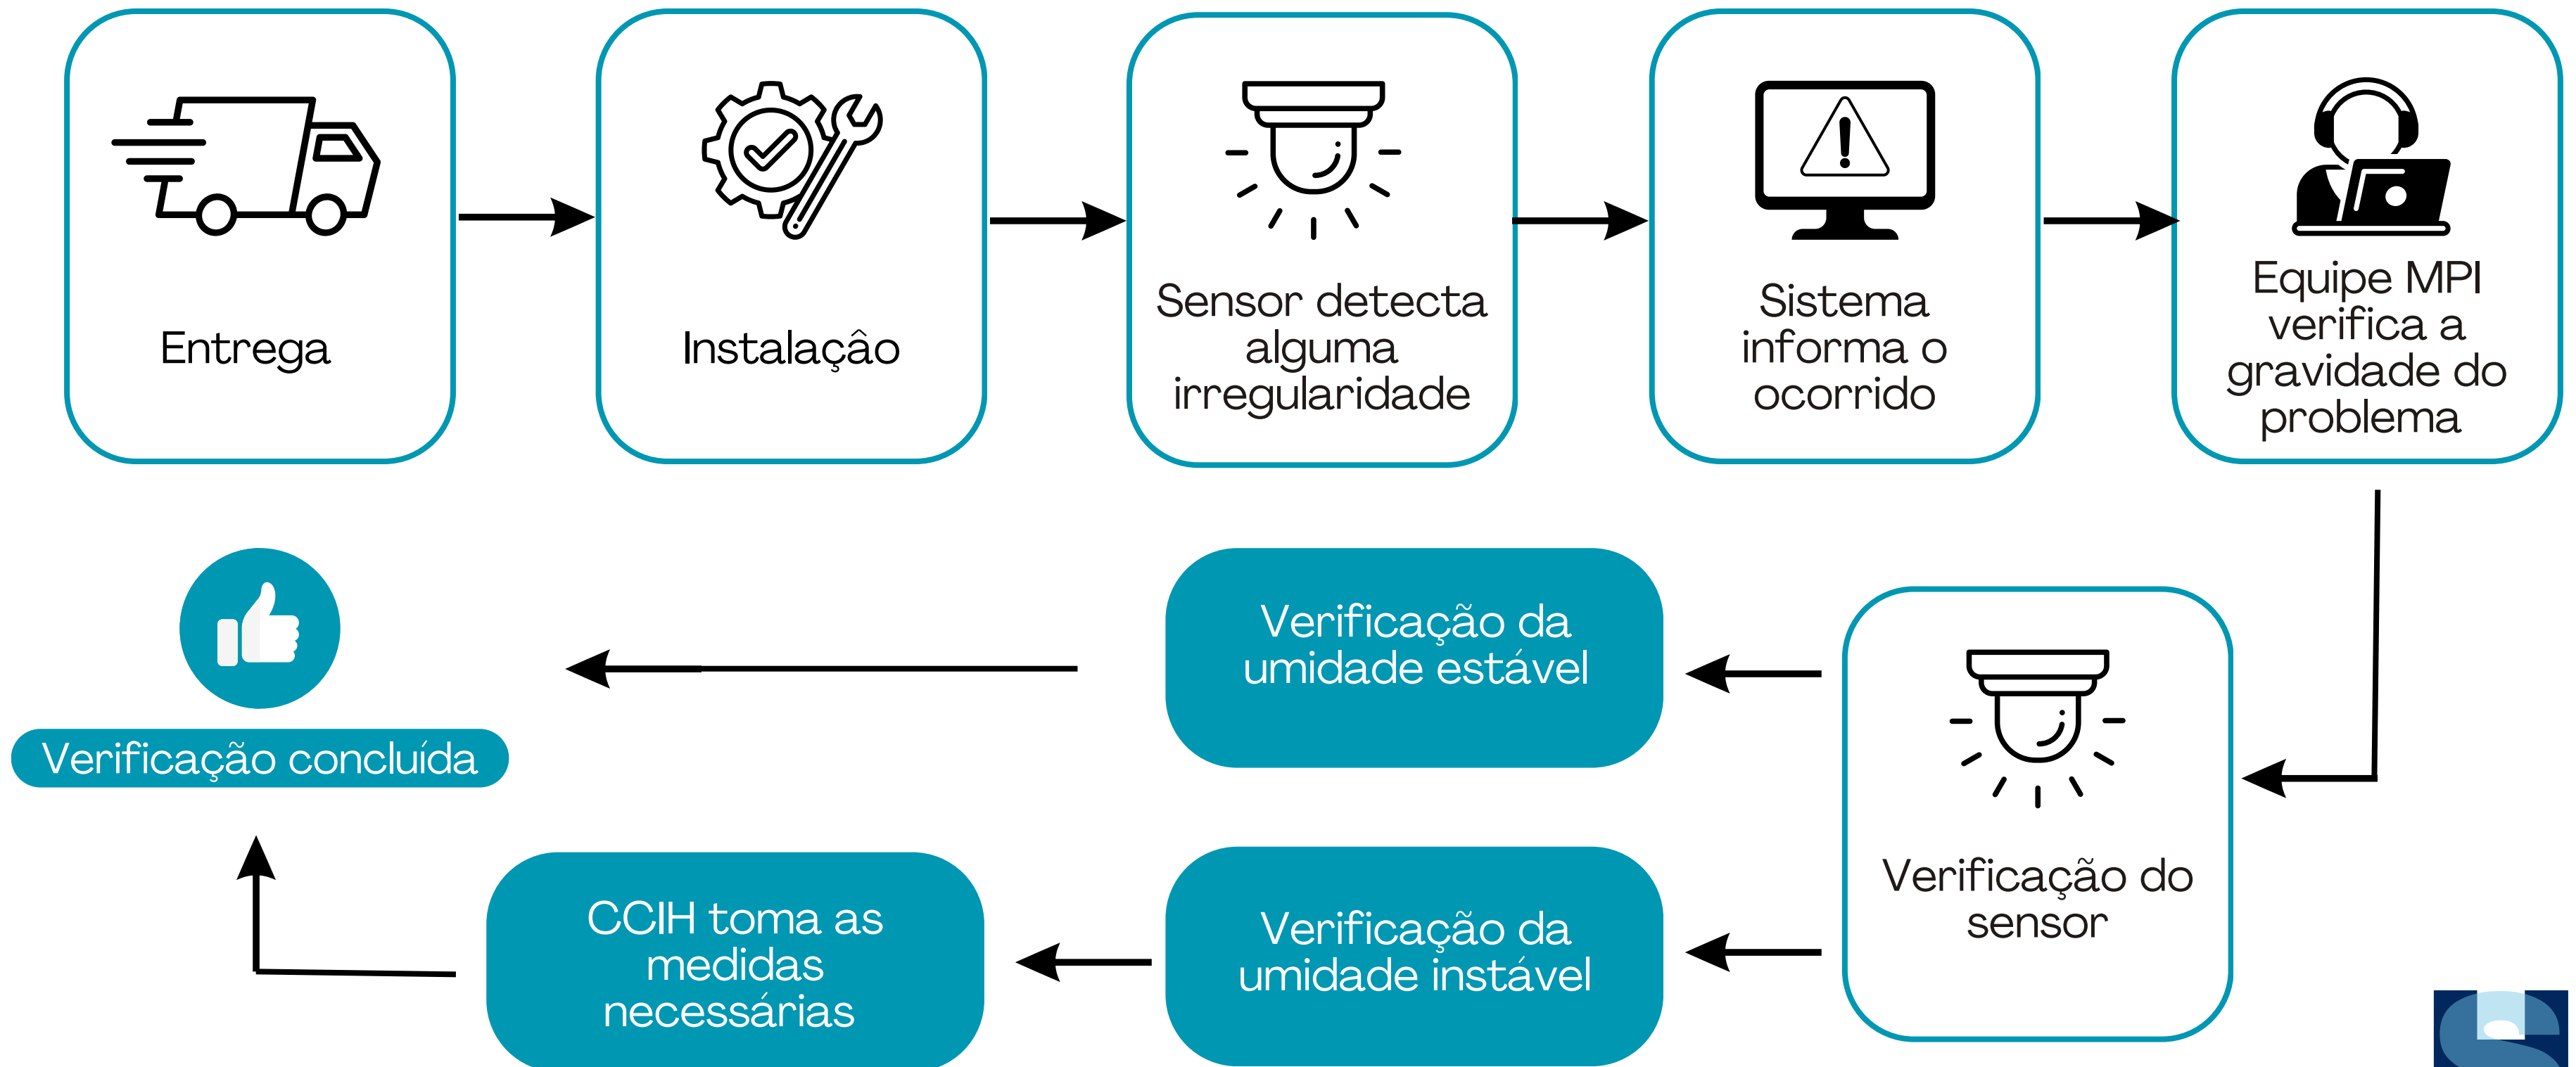 Entrega
Instalaçâo
Sensor detecta
alguma
irregularidade
Sistema
informa o
ocorrido
Equipe MPI
verifica a
gravidade do
problema
Verificação do
sensor
Verificação da
umidade estável
Verificação da
umidade instável
CCIH toma as
medidas
necessárias
Verificação concluída